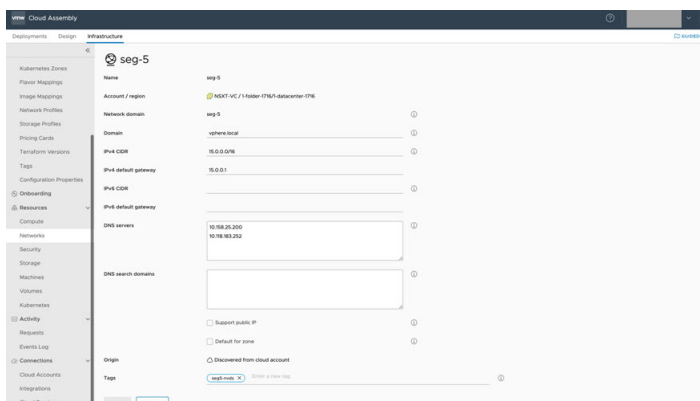 vmw Cloud Assembly
Deployments Design Infrastructure
GUIDED
seg-5
Kubernetes Zones
Flavor Mappings
Image Mappings
Network Profiles
Storage Profiles
Pricing Cards
Terraform Versions
Tags
Configuration Properties
Onboarding
Resources
Compute
Networks
Security
Storage
Machines
Volumes
Kubernetes
Activity
Requests
Events Log
Connections
Cloud Accounts
Integrations
Name seg-5
Account / region NSXT-VC / 1-folder-1716/1-datacenter-1716
Network domain seg-5
Domain vphere.local
IPv4 CIDR 15.0.0.0/16
IPv4 default gateway 15.0.0.1
IPv6 CIDR
IPv6 default gateway
DNS servers 10.158.25.200
10.118.183.252
DNS search domains
Support public IP
Default for zone
Origin Discovered from cloud account
Tags seg5-nvds X Enter a new tag